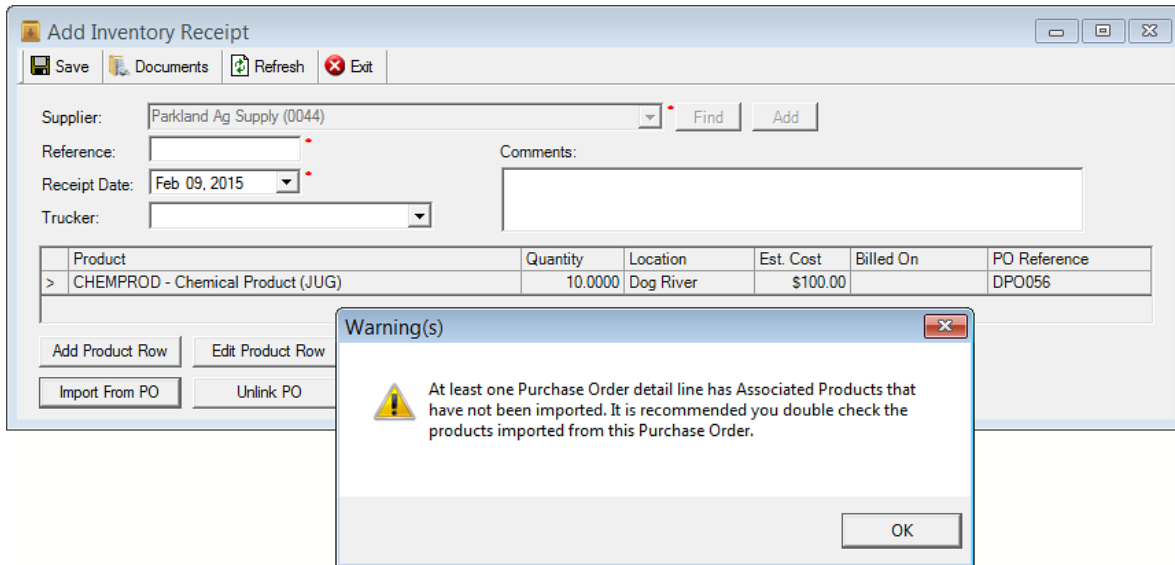 Add Inventory Receipt
Save Documents Refresh Exit
Supplier: Parkland Ag Supply (0044) * Find Add
Reference: * Comments:
Receipt Date: Feb 09, 2015 *
Trucker:
Product Quantity Location Est. Cost Billed On PO Reference
> CHEMPROD - Chemical Product (JUG) 10.0000 Dog River $100.00 DPO056
Add Product Row Edit Product Row
Import From PO Unlink PO
Warning(s)
At least one Purchase Order detail line has Associated Products that
have not been imported. It is recommended you double check the
products imported from this Purchase Order.
OK